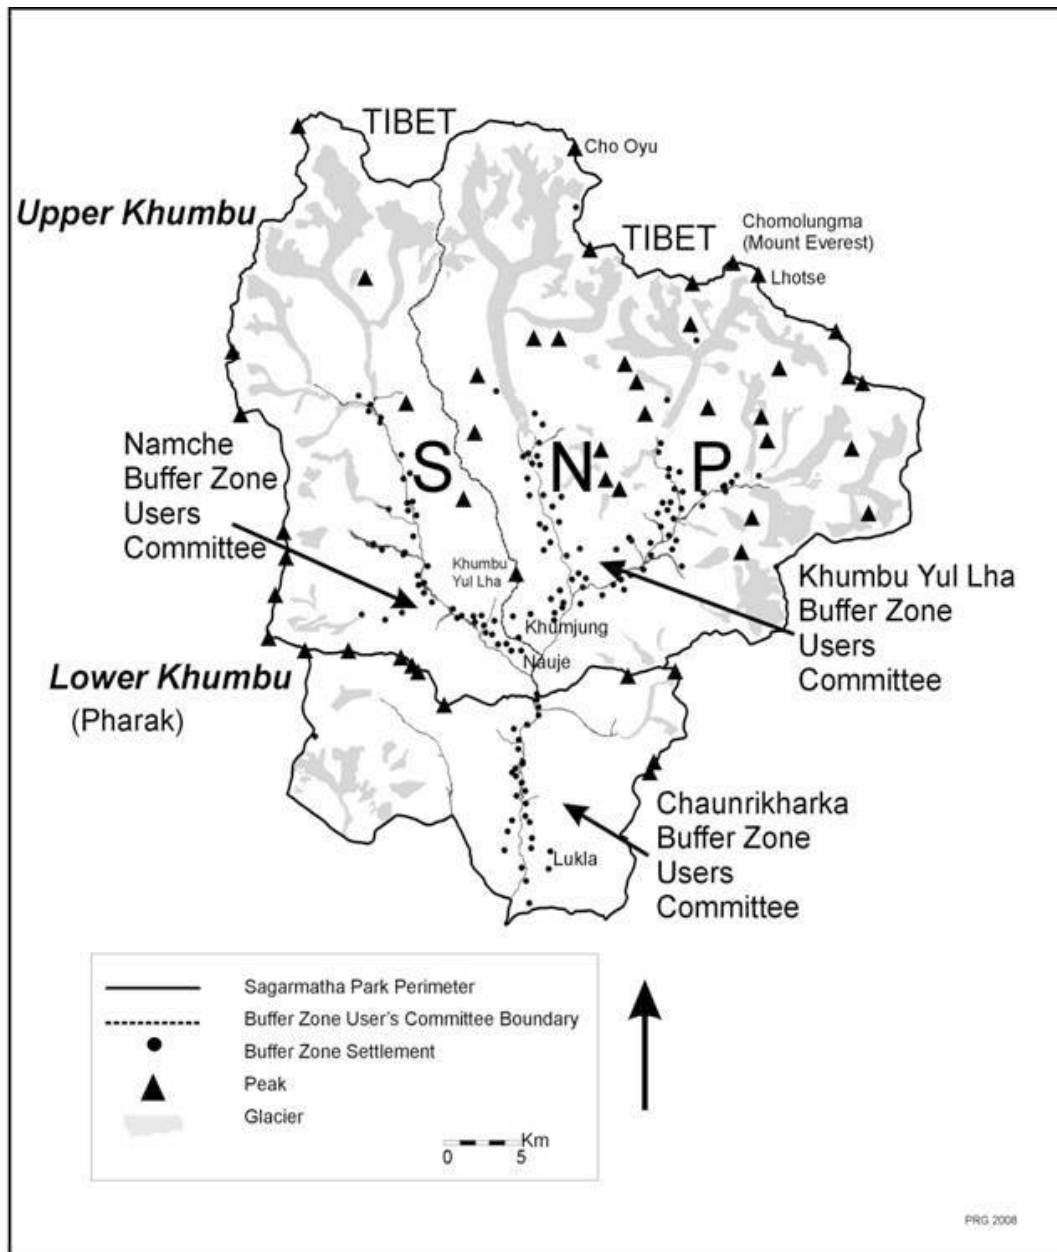 TIBET
Cho Oyu
Upper Khumbu
TIBET
Chomolungma
(Mount Everest)
Lhotse
S N P
Namche
Buffer Zone
Users
Committee
Khumbu
Yul Lha
Khumbu Yul Lha
Buffer Zone
Users
Committee
Khumjung
Nauje
Lower Khumbu
(Pharak)
Chaunrikharka
Buffer Zone
Users
Committee
Lukla
Sagarmatha Park Perimeter
Buffer Zone User's Committee Boundary
Buffer Zone Settlement
Peak
Glacier
Km
0 5
PRG 2008